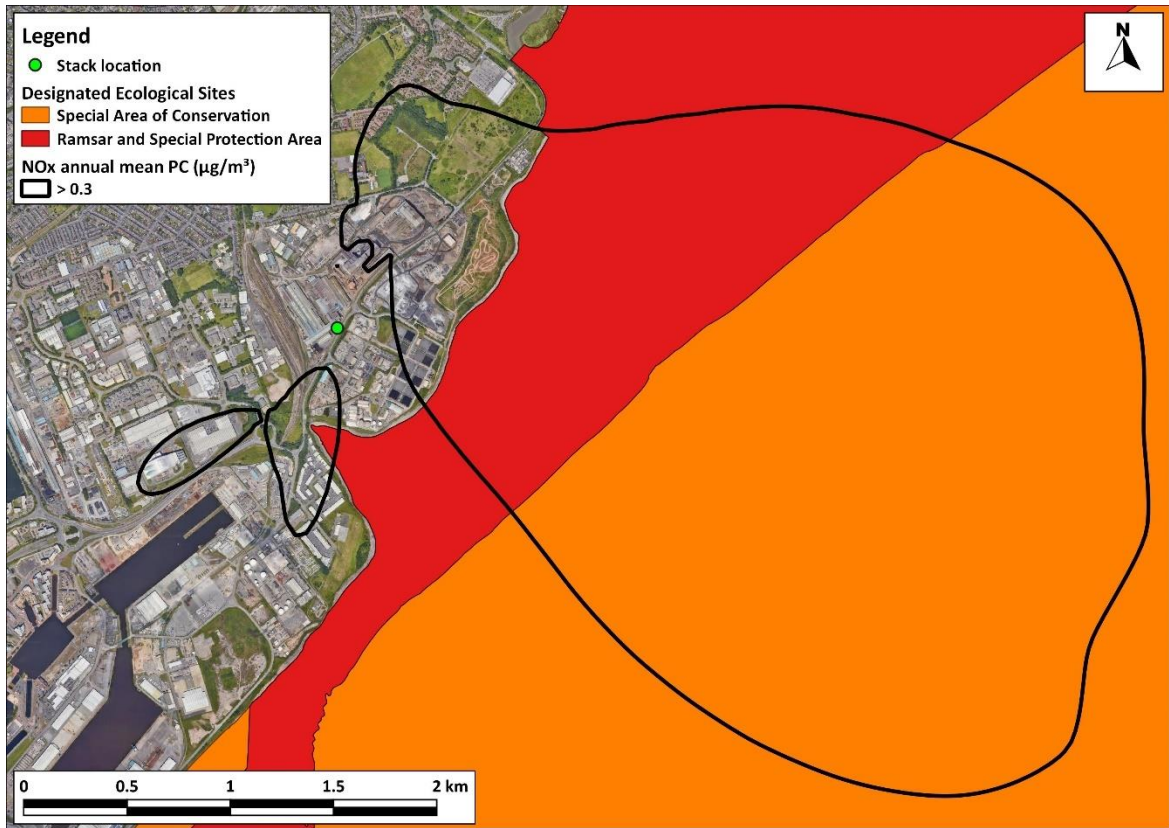 Legend
Stack location
Designated Ecological Sites
Special Area of Conservation
Ramsar and Special Protection Area
NOx annual mean PC (µg/m³)
> 0.3
N
0 0.5 1 1.5 2 km